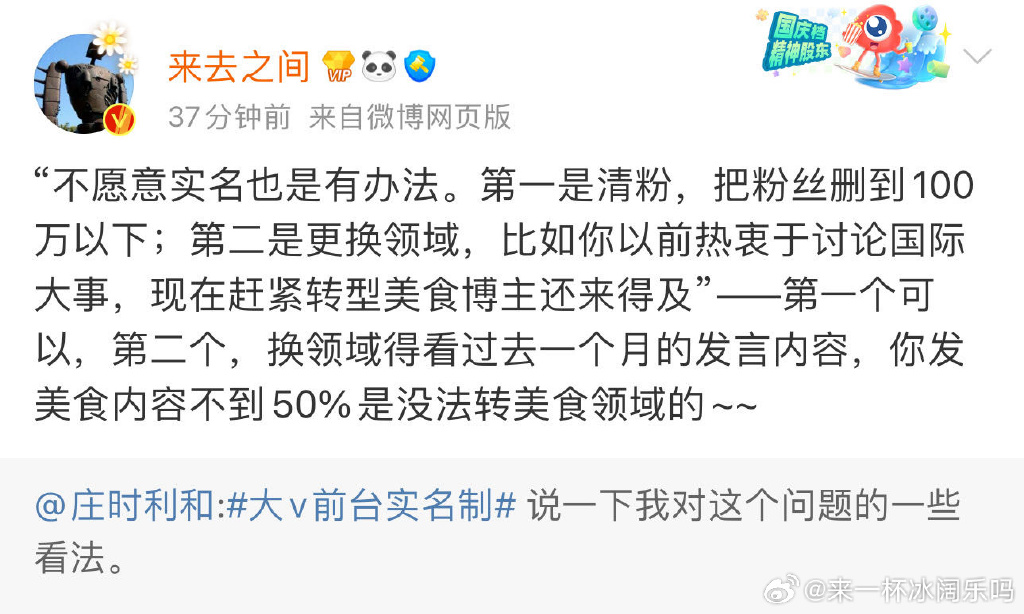 国庆档
精神股东
来去之间 VIP
37分钟前 来自微博网页版
“不愿意实名也是有办法。第一是清粉，把粉丝删到100
万以下；第二是更换领域，比如你以前热衷于讨论国际
大事，现在赶紧转型美食博主还来得及”——第一个可
以，第二个，换领域得看过去一个月的发言内容，你发
美食内容不到50%是没法转美食领域的~~
@庄时利和:#大v前台实名制# 说一下我对这个问题的一些
看法。
@来一杯冰阔乐吗